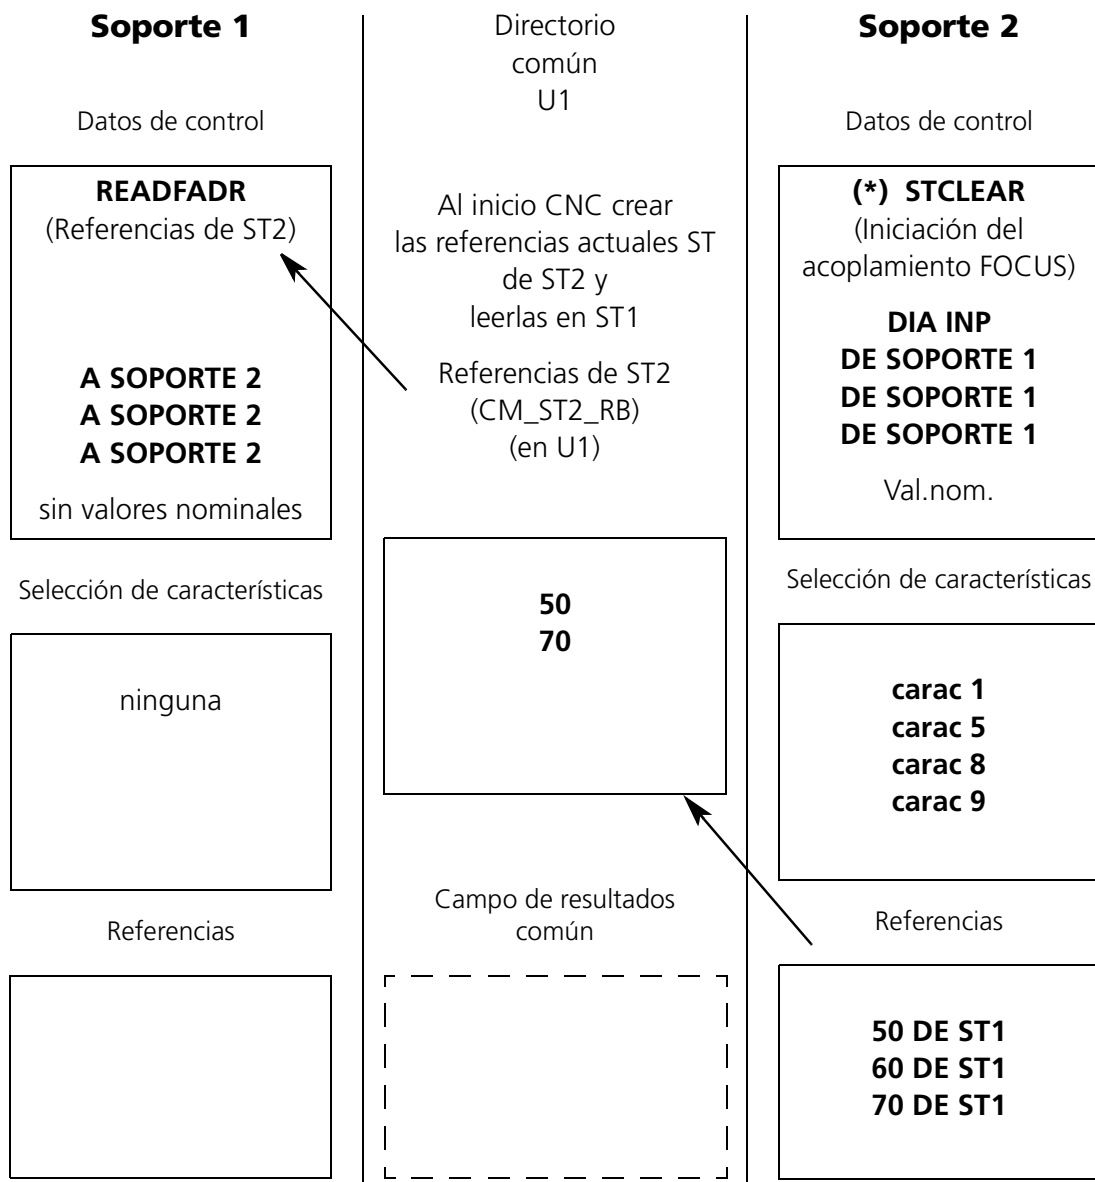 Soporte 1
Datos de control
READFADR
(Referencias de ST2)
A SOPORTE 2
A SOPORTE 2
A SOPORTE 2
sin valores nominales
Selección de características
ninguna
Referencias
Directorio
común
U1
Al inicio CNC crear
las referencias actuales ST
de ST2 y
leerlas en ST1
Referencias de ST2
(CM_ST2_RB)
(en U1)
50
70
Campo de resultados
común
Soporte 2
Datos de control
(*) STCLEAR
(Iniciación del
acoplamiento FOCUS)
DIA INP
DE SOPORTE 1
DE SOPORTE 1
DE SOPORTE 1
Val.nom.
Selección de características
carac 1
carac 5
carac 8
carac 9
Referencias
50 DE ST1
60 DE ST1
70 DE ST1